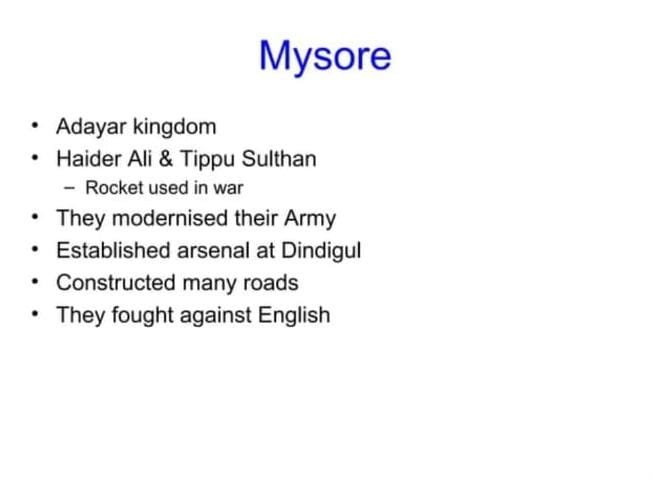 Mysore
• Adayar kingdom
• Haider Ali & Tippu Sulthan
– Rocket used in war
• They modernised their Army
• Established arsenal at Dindigul
• Constructed many roads
• They fought against English